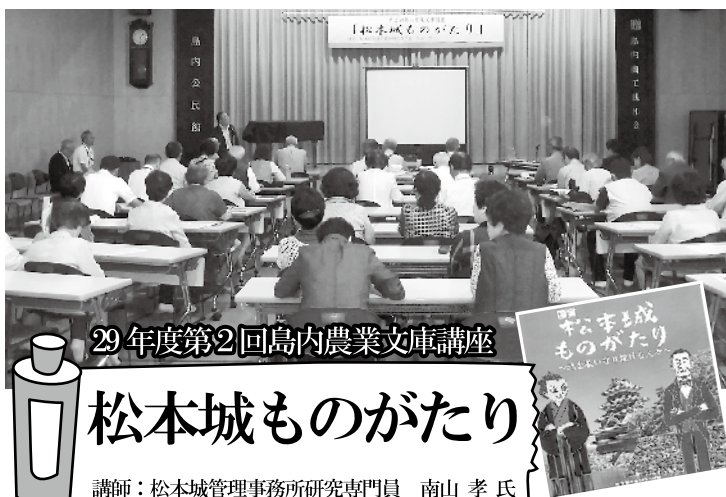 「松本城ものがたり」
島内公民館
29年度第2回島内農業文庫講座
松本城
ものがたり
松本城ものがたり
講師：松本城管理事務所研究専門員　南山 孝 氏